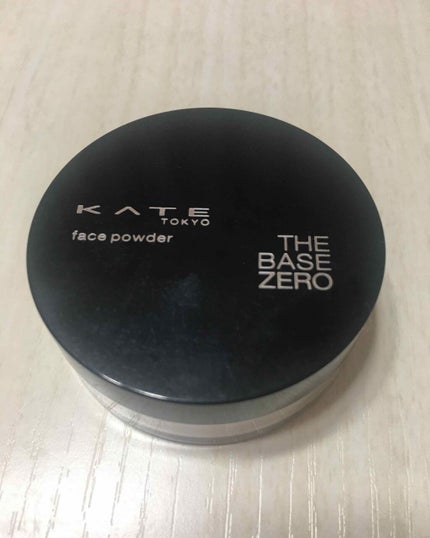 KATE
TOKYO
face powder
THE
BASE
ZERO